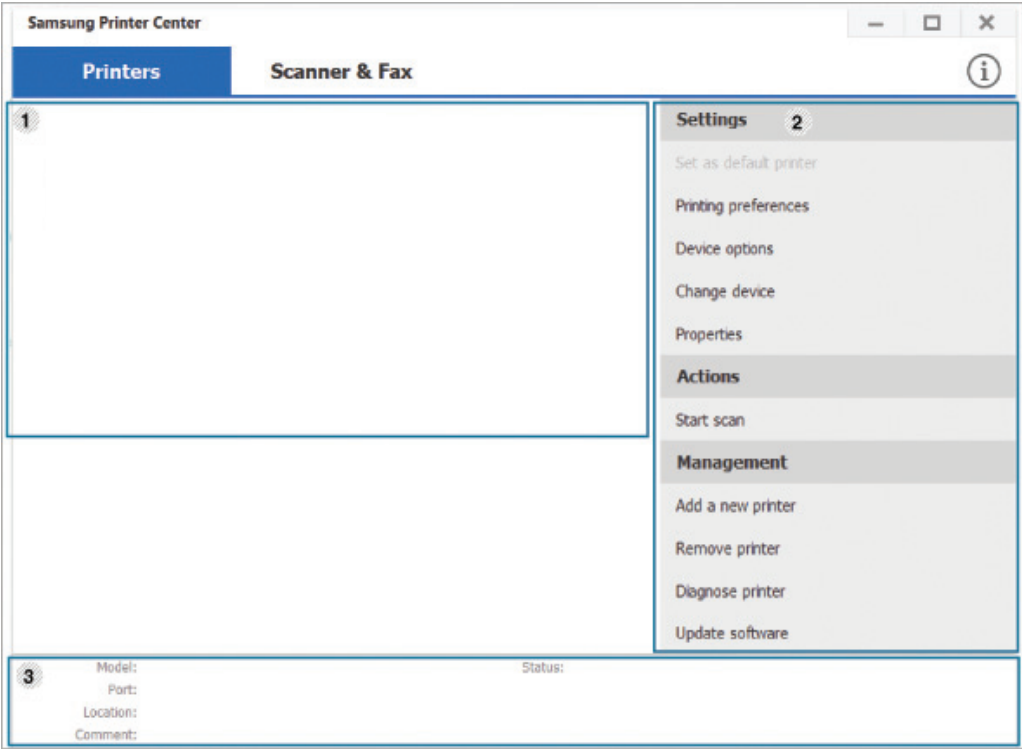 Samsung Printer Center
Printers Scanner & Fax
1
Settings 2
Set as default printer
Printing preferences
Device options
Change device
Properties
Actions
Start scan
Management
Add a new printer
Remove printer
Diagnose printer
Update software
3
Model: Status:
Port:
Location:
Comment: